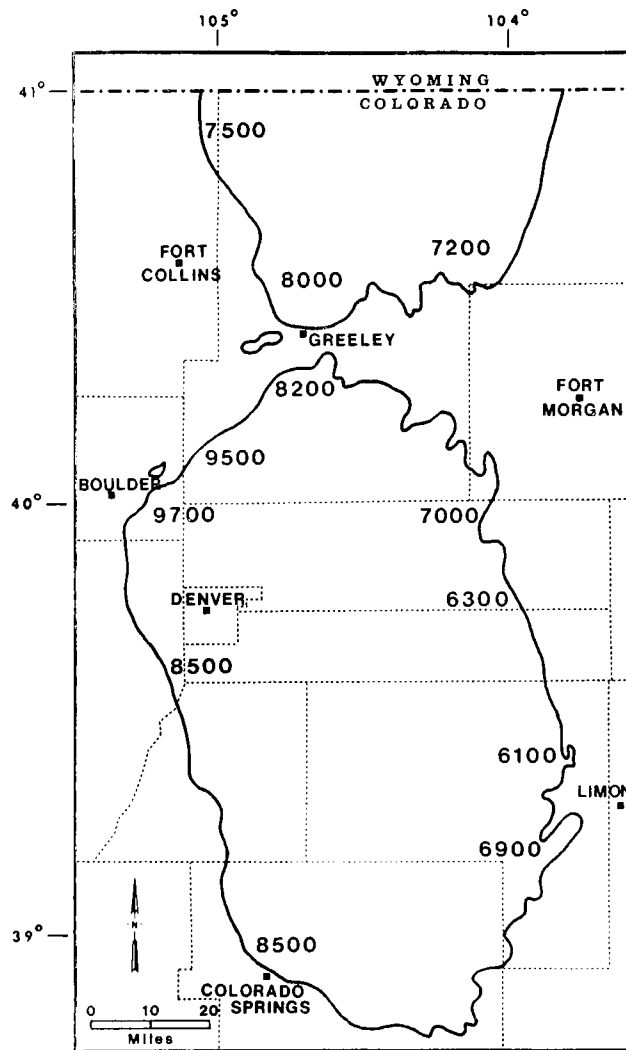 105° 104°
41°
WYOMING
COLORADO
7500
7200
FORT
COLLINS
8000
GREELEY
8200
FORT
MORGAN
9500
BOULDER
40°
9700
7000
DENVER
6300
8500
6100
LIMON
6900
N
39°
8500
COLORADO
SPRINGS
0 10 20
Miles